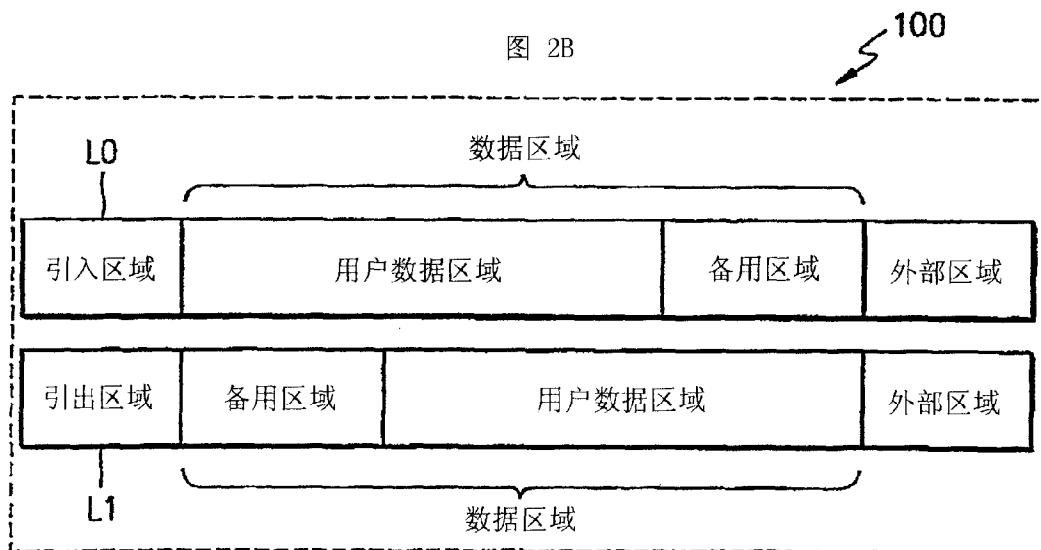 图 2B
100
L0
数据区域
引入区域 用户数据区域 备用区域 外部区域
引出区域 备用区域 用户数据区域 外部区域
L1
数据区域